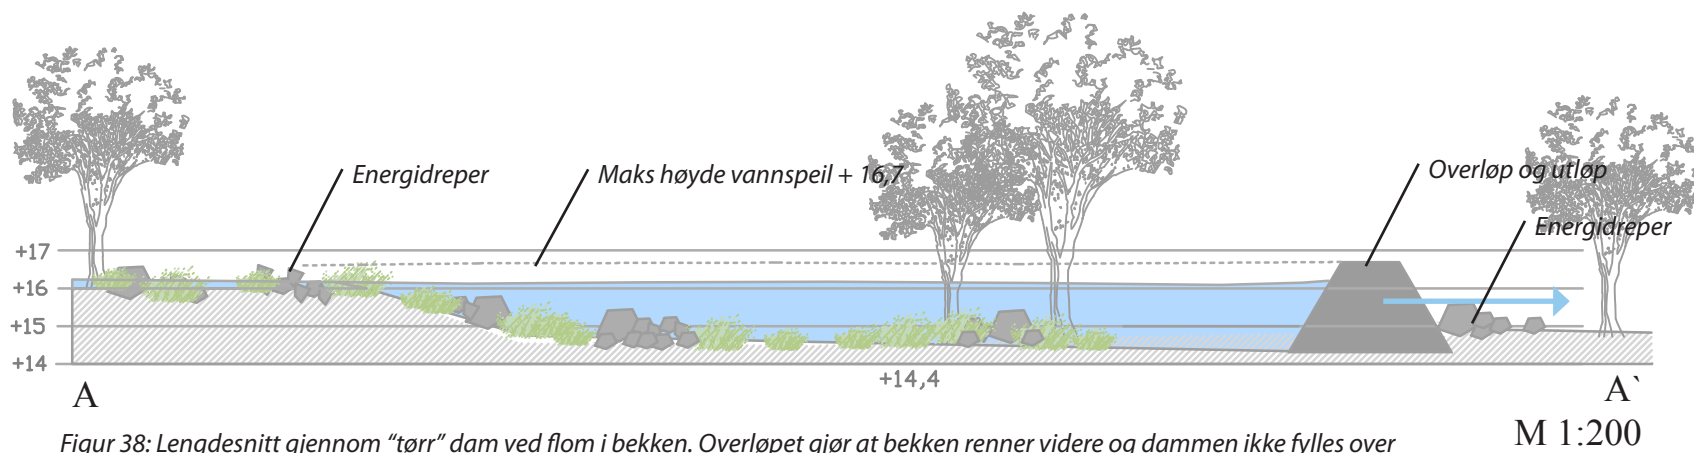 Energidreper
Maks høyde vannspeil + 16,7
Overløp og utløp
Energidreper
+17
+16
+15
+14
+14,4
A
A`
M 1:200
Figur 38: Lengdesnitt gjennom “tørr” dam ved flom i bekken. Overløpet gjør at bekken renner videre og dammen ikke fylles over